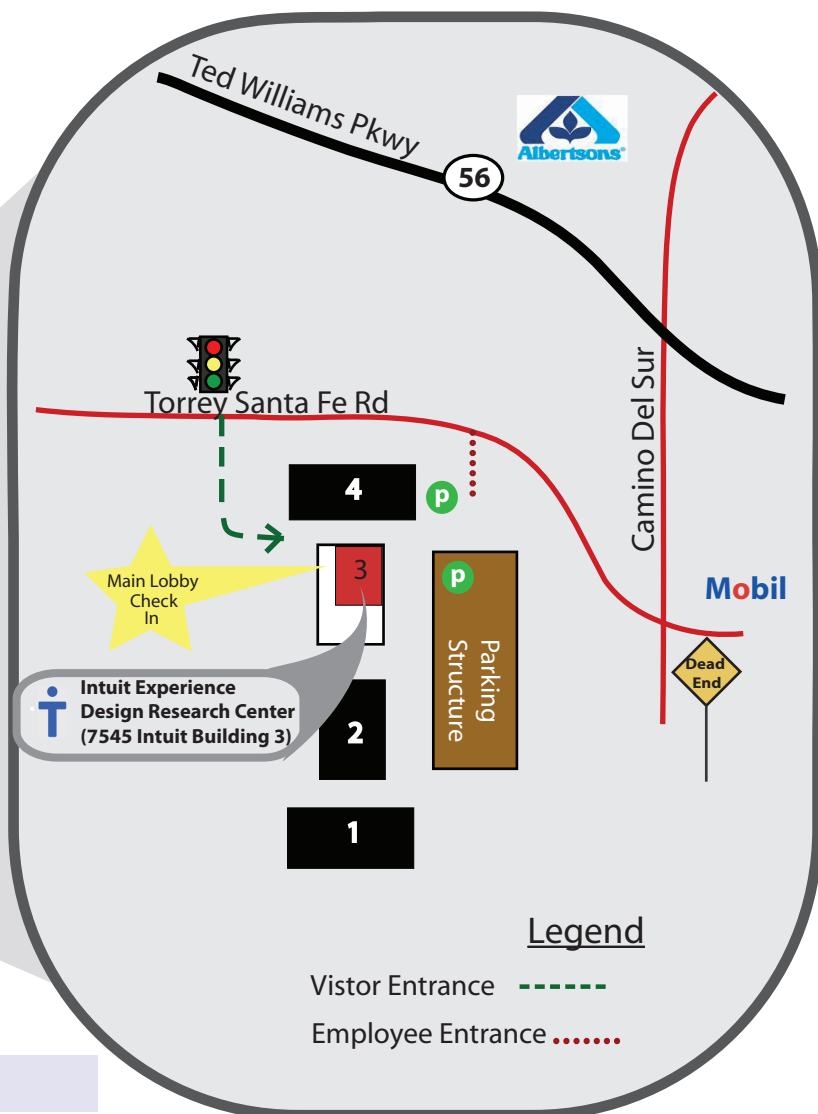 Ted Williams Pkwy
Albertsons®
56
Torrey Santa Fe Rd
Camino Del Sur
4
p
Main Lobby
Check
In
3
p
Mobil
Parking
Structure
Dead
End
Intuit Experience
Design Research Center
(7545 Intuit Building 3)
2
1
Legend
Vistor Entrance
Employee Entrance